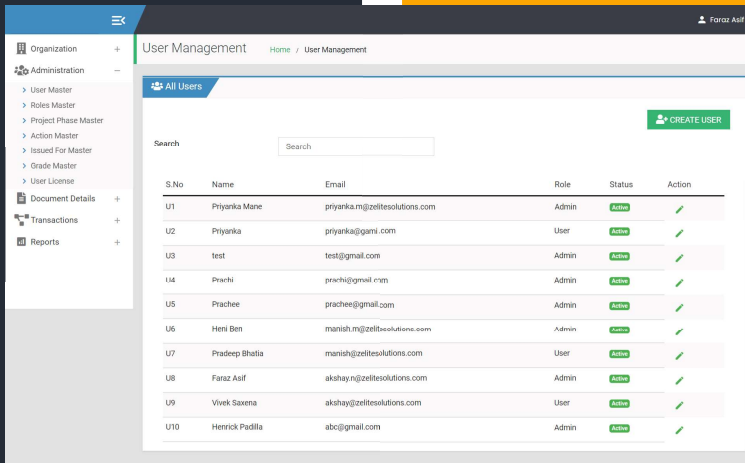 Faraz Asif
Organization +
Administration −
> User Master
> Roles Master
> Project Phase Master
> Action Master
> Issued For Master
> Grade Master
> User License
Document Details +
Transactions +
Reports +
User Management Home / User Management
All Users
CREATE USER
Search Search
S.No Name Email Role Status Action
U1 Priyanka Mane priyanka.m@zelitesolutions.com Admin Active
U2 Priyanka priyanka@gami.com User Active
U3 test test@gmail.com Admin Active
U4 Prachi prachi@gmail.com Admin Active
U5 Prachee prachee@gmail.com Admin Active
U6 Heni Ben manish.m@zelitesolutions.com Admin Active
U7 Pradeep Bhatia manish@zelitesolutions.com User Active
U8 Faraz Asif akshay.n@zelitesolutions.com Admin Active
U9 Vivek Saxena akshay@zelitesolutions.com User Active
U10 Henrick Padilla abc@gmail.com Admin Active